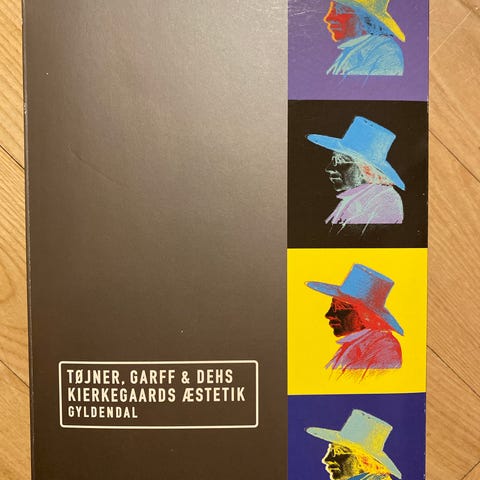 TØJNER, GARFF & DEHS
KIERKEGAARDS ÆSTETIK
GYLDENDAL